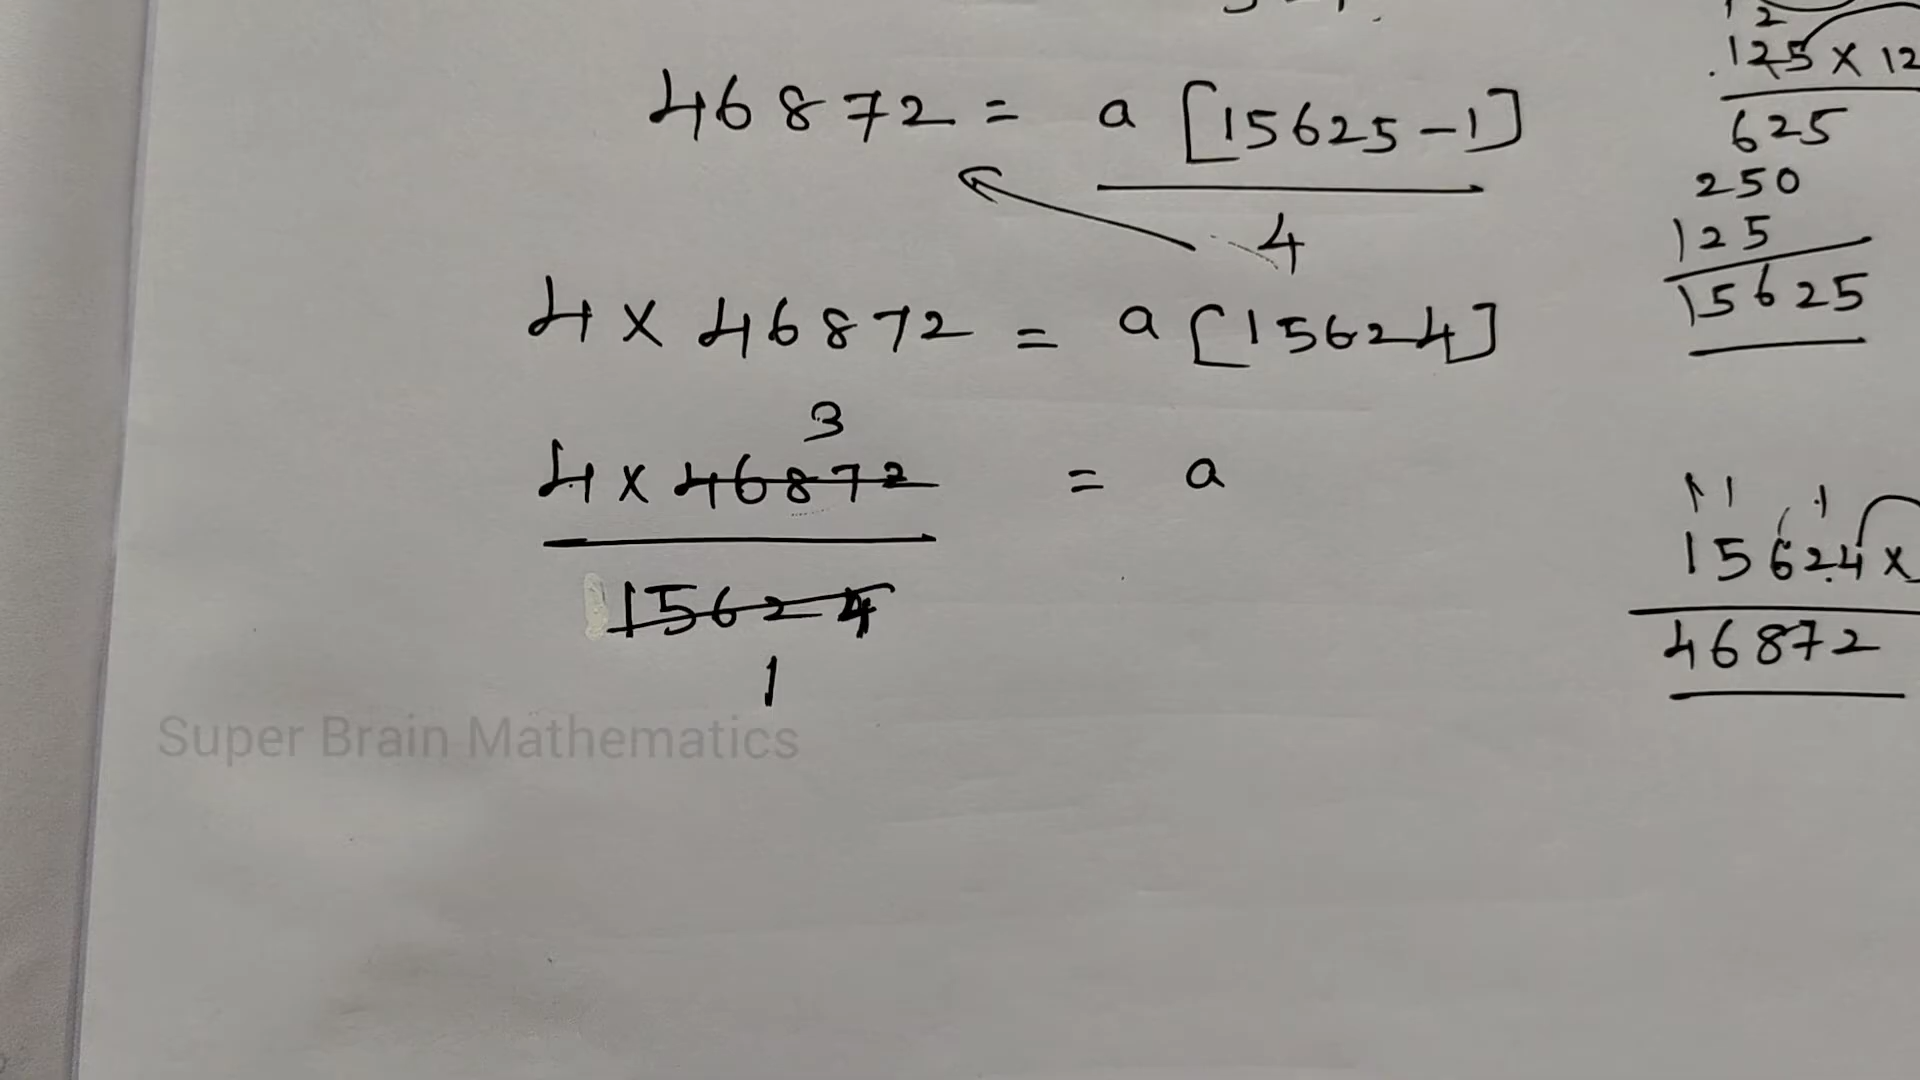 46872 = a [15625-1]
4
4 × 46872 = a [15624]
3
4 × 46872 = a
15624
1
Super Brain Mathematics
2
125 × 12
625
250
125
15625
15624 ×
46872